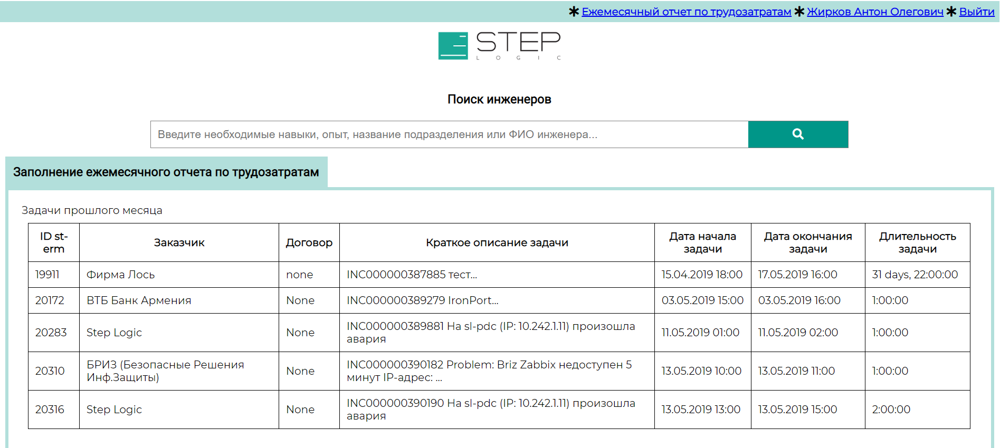 Ежемесячный отчет по трудозатратам Жирков Антон Олегович Выйти
STEP
LOGIC
Поиск инженеров
Введите необходимые навыки, опыт, название подразделения или ФИО инженера...
Заполнение ежемесячного отчета по трудозатратам
Задачи прошлого месяца
ID st-erm Заказчик Договор Краткое описание задачи Дата начала задачи Дата окончания задачи Длительность задачи
19911 Фирма Лось none INC000000387885 тест... 15.04.2019 18:00 17.05.2019 16:00 31 days, 22:00:00
20172 ВТБ Банк Армения None INC000000389279 IronPort... 03.05.2019 15:00 03.05.2019 16:00 1:00:00
20283 Step Logic None INC000000389881 На sl-pdc (IP: 10.242.1.11) произошла авария 11.05.2019 01:00 11.05.2019 02:00 1:00:00
20310 БРИЗ (Безопасные Решения Инф.Защиты) None INC000000390182 Problem: Briz Zabbix недоступен 5 минут IP-адрес: ... 13.05.2019 10:00 13.05.2019 11:00 1:00:00
20316 Step Logic None INC000000390190 На sl-pdc (IP: 10.242.1.11) произошла авария 13.05.2019 13:00 13.05.2019 15:00 2:00:00